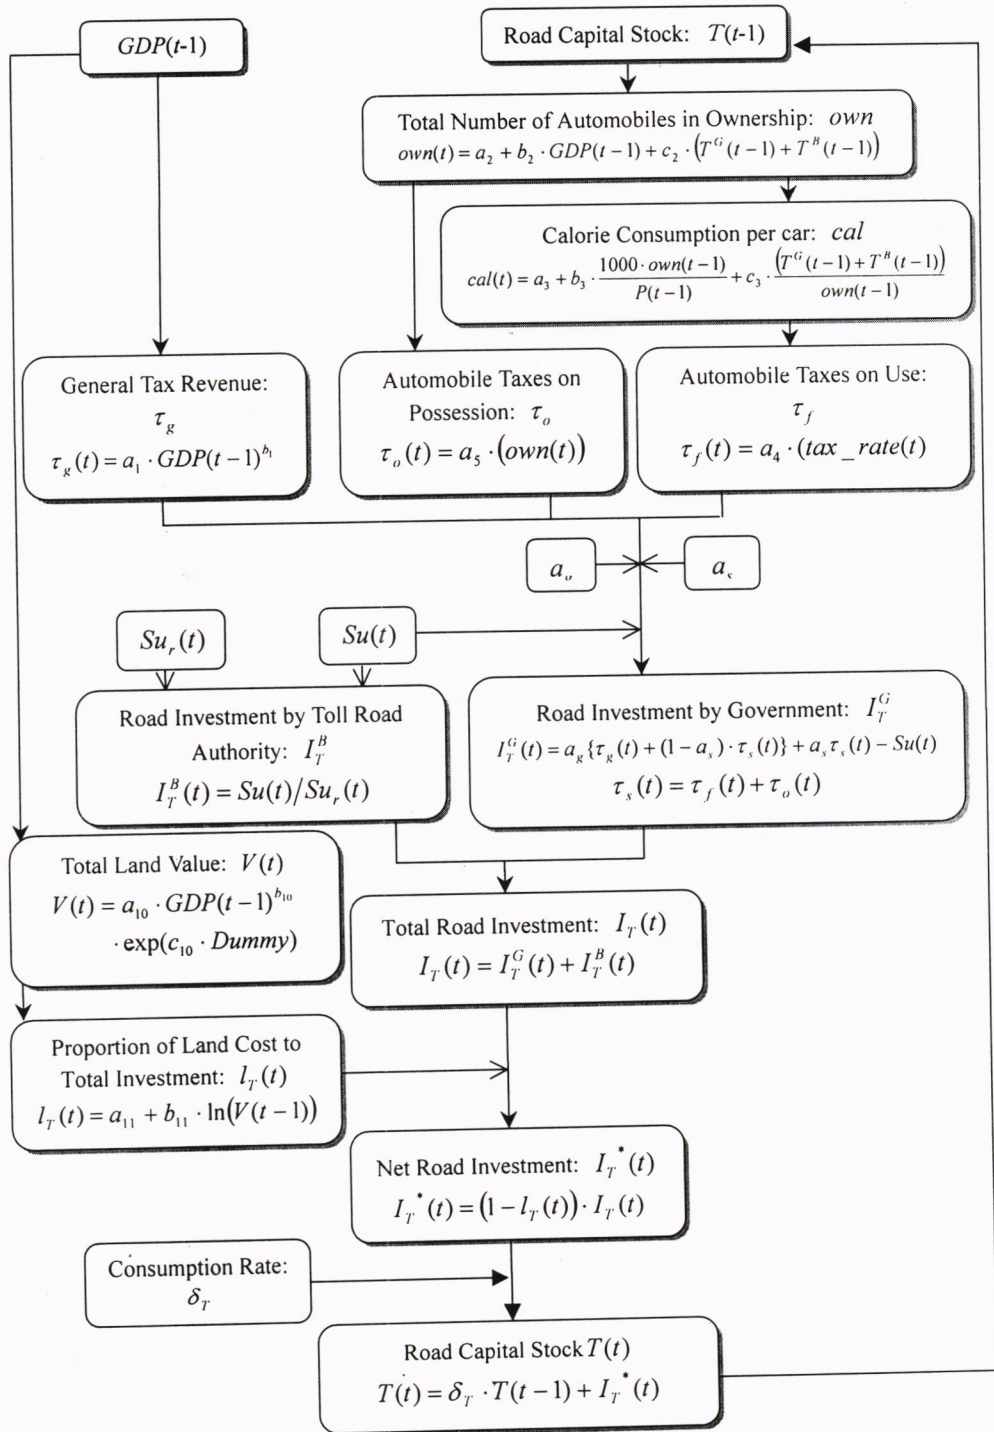 GDP(t-1)
Road Capital Stock: T(t-1)
Total Number of Automobiles in Ownership: own
own(t) = a₂ + b₂ · GDP(t−1) + c₂ · (T^G(t−1) + T^B(t−1))
Calorie Consumption per car: cal
cal(t) = a₃ + b₃ · 1000 · own(t−1) / P(t−1) + c₃ · (T^G(t−1) + T^B(t−1)) / own(t−1)
General Tax Revenue:
τ_g
τ_g(t) = a₁ · GDP(t−1)^b₁
Automobile Taxes on
Possession: τ_o
τ_o(t) = a₅ · (own(t))
Automobile Taxes on Use:
τ_f
τ_f(t) = a₄ · (tax_rate(t)
a_s
Su_r(t)
Su(t)
Road Investment by Toll Road
Authority: I_T^B
I_T^B(t) = Su(t)/Su_r(t)
Road Investment by Government: I_T^G
I_T^G(t) = a_g{τ_g(t) + (1 − a_s) · τ_s(t)} + a_s τ_s(t) − Su(t)
τ_s(t) = τ_f(t) + τ_o(t)
Total Land Value: V(t)
V(t) = a₁₀ · GDP(t−1)^b₁₀
· exp(c₁₀ · Dummy)
Total Road Investment: I_T(t)
I_T(t) = I_T^G(t) + I_T^B(t)
Proportion of Land Cost to
Total Investment: l_T(t)
l_T(t) = a₁₁ + b₁₁ · ln(V(t−1))
Net Road Investment: I_T*(t)
I_T*(t) = (1 − l_T(t)) · I_T(t)
Consumption Rate:
δ_T
Road Capital Stock T(t)
T(t) = δ_T · T(t−1) + I_T*(t)